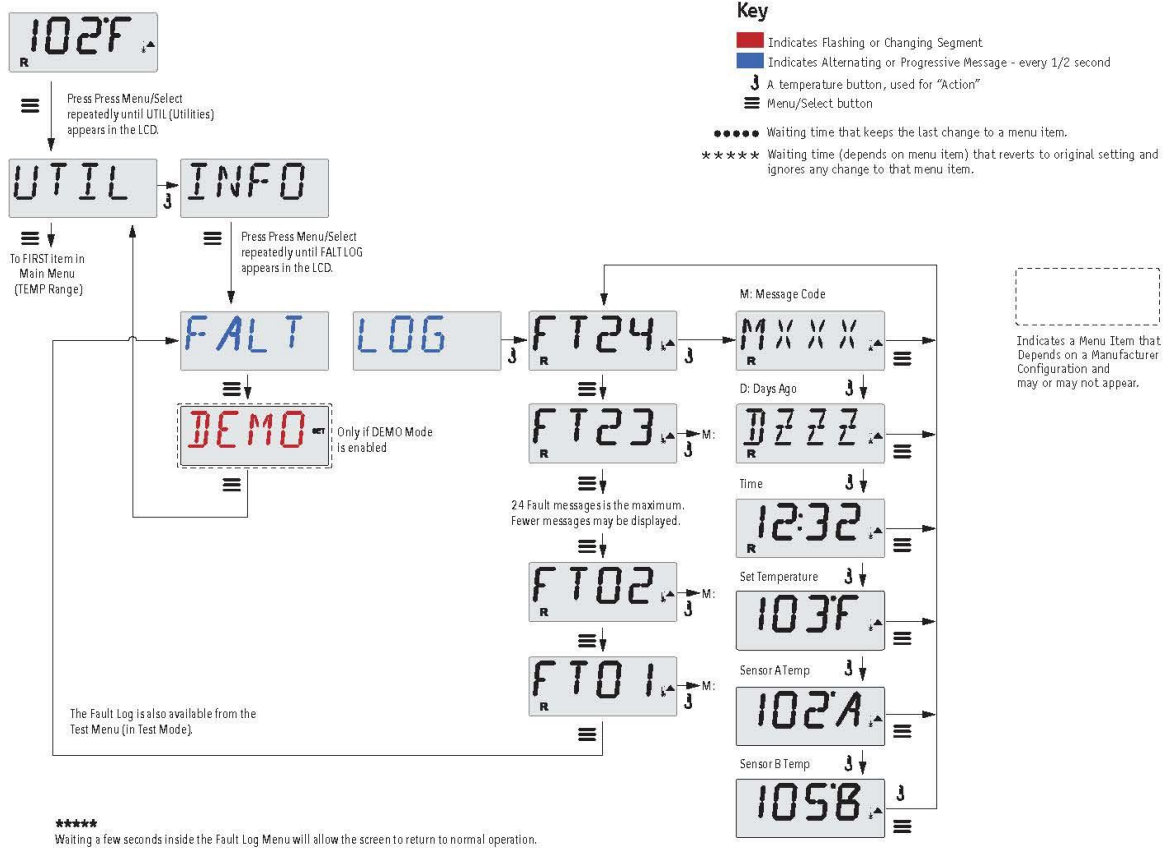 102°F
R
Key
Indicates Flashing or Changing Segment
Indicates Alternating or Progressive Message - every 1/2 second
A temperature button, used for “Action”
Menu/Select button
••••• Waiting time that keeps the last change to a menu item.
***** Waiting time (depends on menu item) that reverts to original setting and
ignores any change to that menu item.
Press Press Menu/Select
repeatedly until UTIL (Utilities)
appears in the LCD.
UTIL
INFO
To FIRST item in
Main Menu
(TEMP Range)
Press Press Menu/Select
repeatedly until FALT LOG
appears in the LCD.
FALT
LOG
FT24
R
M: Message Code
MXXX
R
Indicates a Menu Item that
Depends on a Manufacturer
Configuration and
may or may not appear.
DEMO
SET
Only if DEMO Mode
is enabled
FT23
R
M:
D: Days Ago
DZZZ
R
24 Fault messages is the maximum.
Fewer messages may be displayed.
Time
12:32
R
FT02
R
M:
Set Temperature
103°F
FT01
R
M:
Sensor A Temp
102°A
Sensor B Temp
105°B
The Fault Log is also available from the
Test Menu (in Test Mode).
*****
Waiting a few seconds inside the Fault Log Menu will allow the screen to return to normal operation.